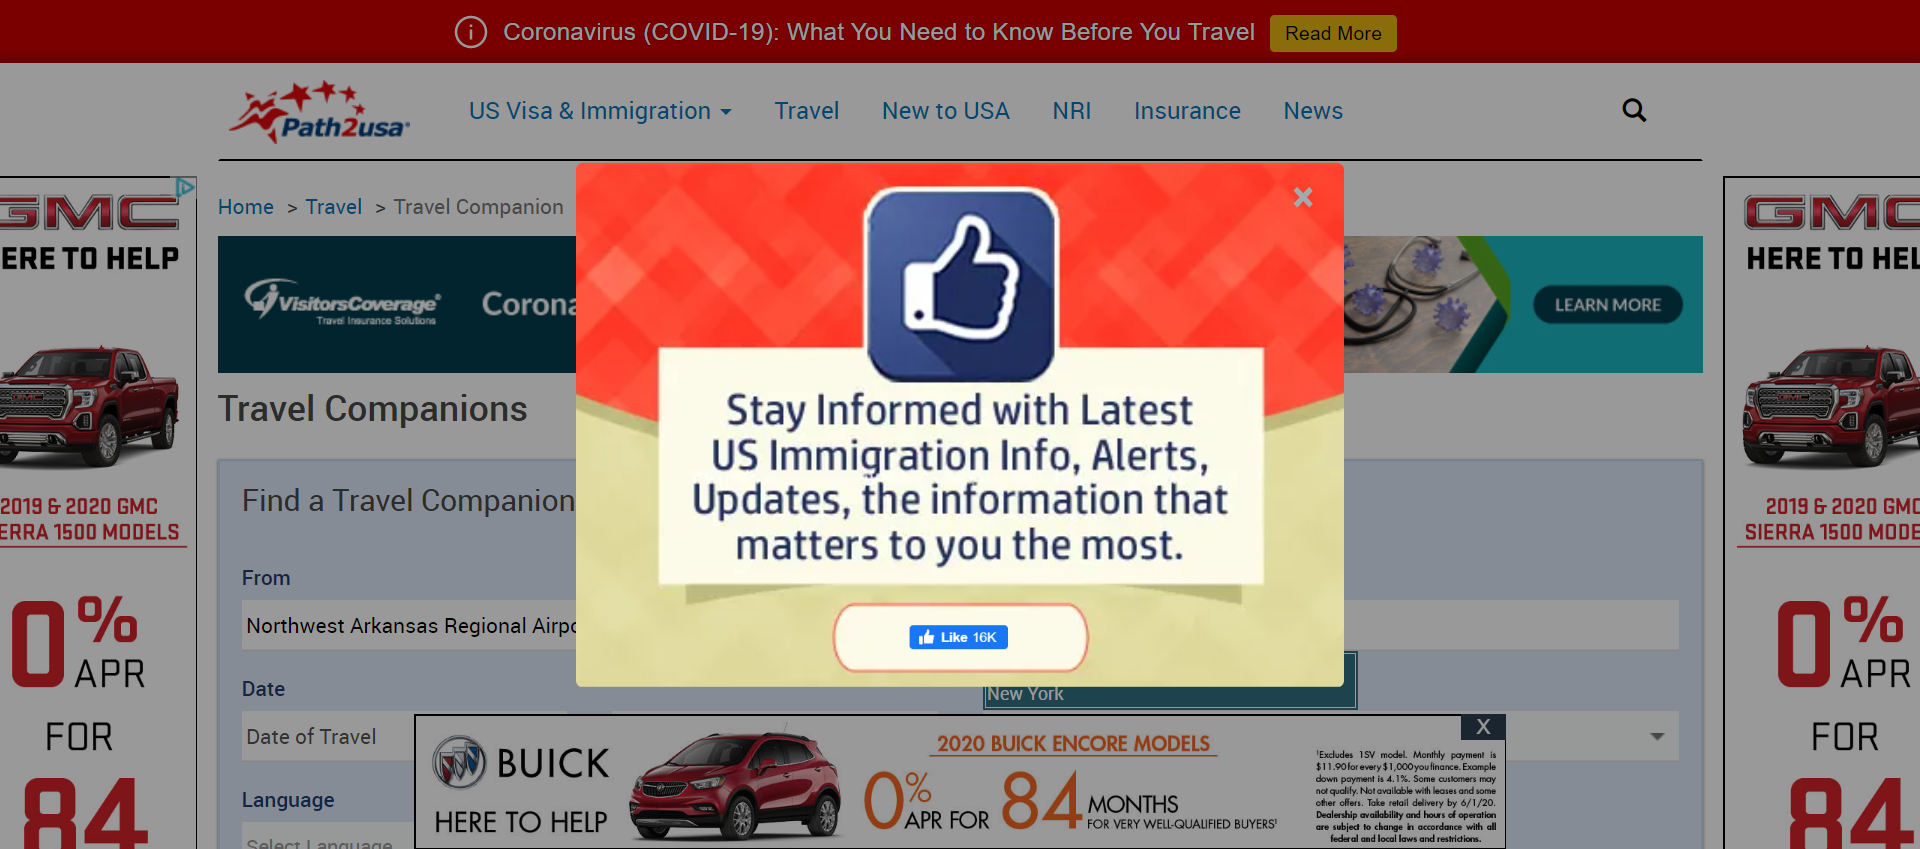 Coronavirus (COVID-19): What You Need to Know Before You Travel
Read More
Path2usa
US Visa & Immigration
Travel
New to USA
NRI
Insurance
News
Home > Travel > Travel Companion
GMC
ERE TO HELP
2019 & 2020 GMC
ERRA 1500 MODELS
0% APR
FOR
84
VisitorsCoverage®
Travel Insurance Solutions
Corona
LEARN MORE
Travel Companions
Find a Travel Companion
From
Northwest Arkansas Regional Airpo
Date
Date of Travel
Language
Select Language
New York
Stay Informed with Latest
US Immigration Info, Alerts,
Updates, the information that
matters to you the most.
Like 16K
X
BUICK
HERE TO HELP
2020 BUICK ENCORE MODELS
0% APR FOR 84 MONTHS
FOR VERY WELL-QUALIFIED BUYERS¹
¹Excludes 1SV model. Monthly payment is
$11.90 for every $1,000 you finance. Example
down payment is 4.1%. Some customers may
not qualify. Not available with leases and some
other offers. Take retail delivery by 6/1/20.
Dealership availability and hours of operation
are subject to change in accordance with all
federal and local laws and restrictions.
GMC
HERE TO HEL
2019 & 2020 GMC
SIERRA 1500 MODE
0% APR
FOR
84